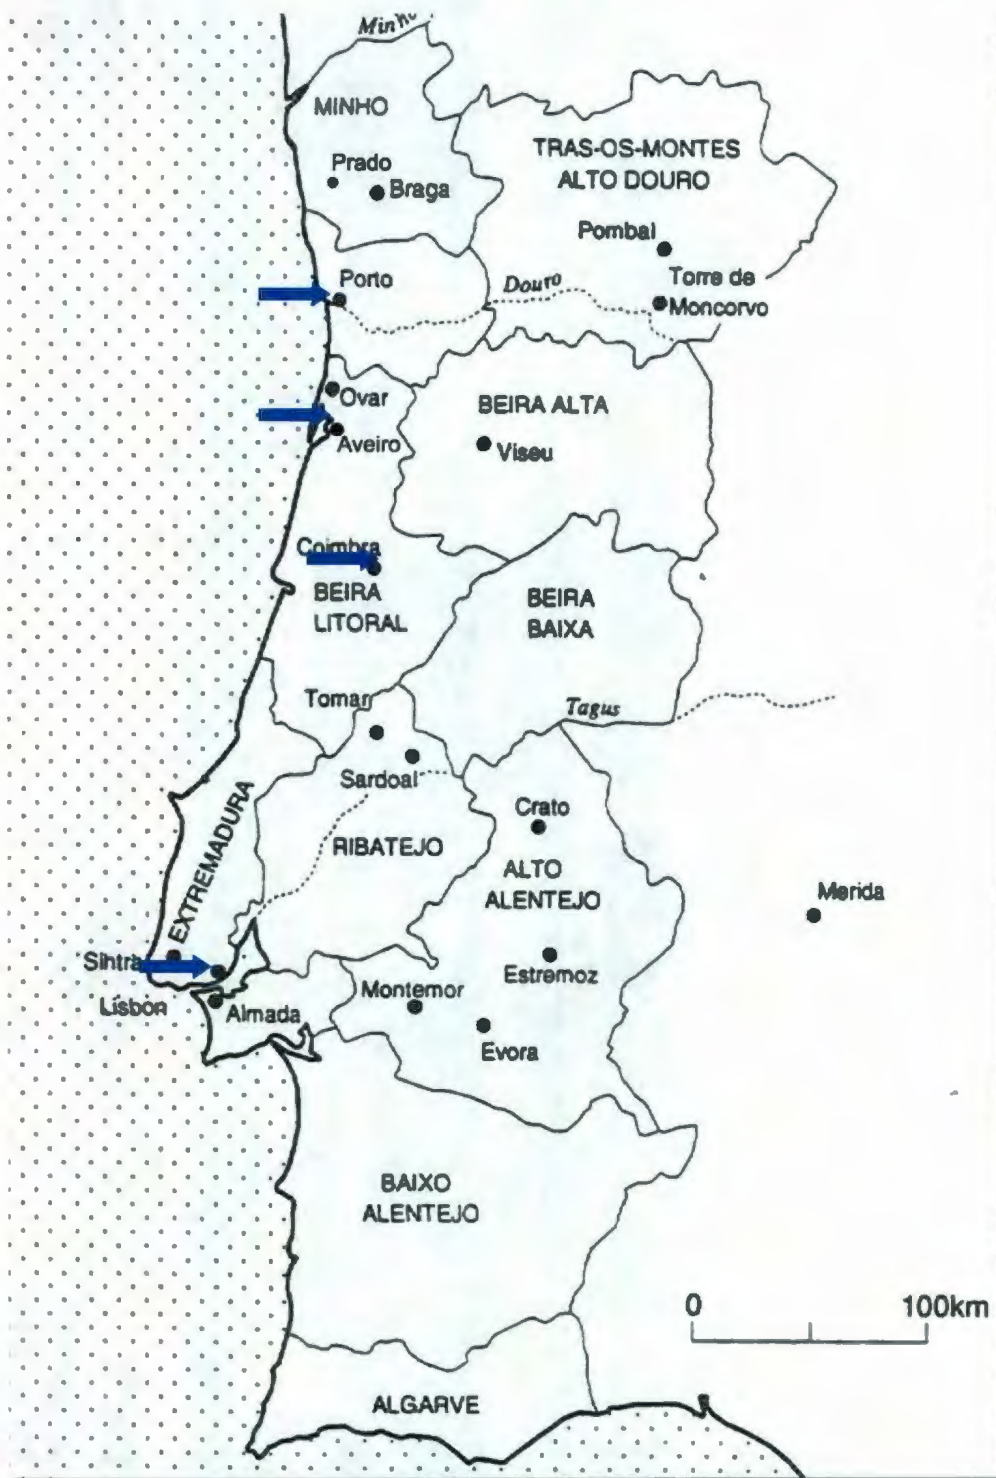 Minho
MINHO
Prado
Braga
TRAS-OS-MONTES
ALTO DOURO
Pombal
Torre de
Moncorvo
Porto
Douro
Ovar
Aveiro
BEIRA ALTA
Viseu
Coimbra
BEIRA
LITORAL
BEIRA
BAIXA
Tomar
Tagus
Sardoal
Crato
EXTREMADURA
RIBATEJO
ALTO
ALENTEJO
Merida
Sintra
Estremoz
Lisbon
Almada
Montemor
Evora
BAIXO
ALENTEJO
0 100km
ALGARVE